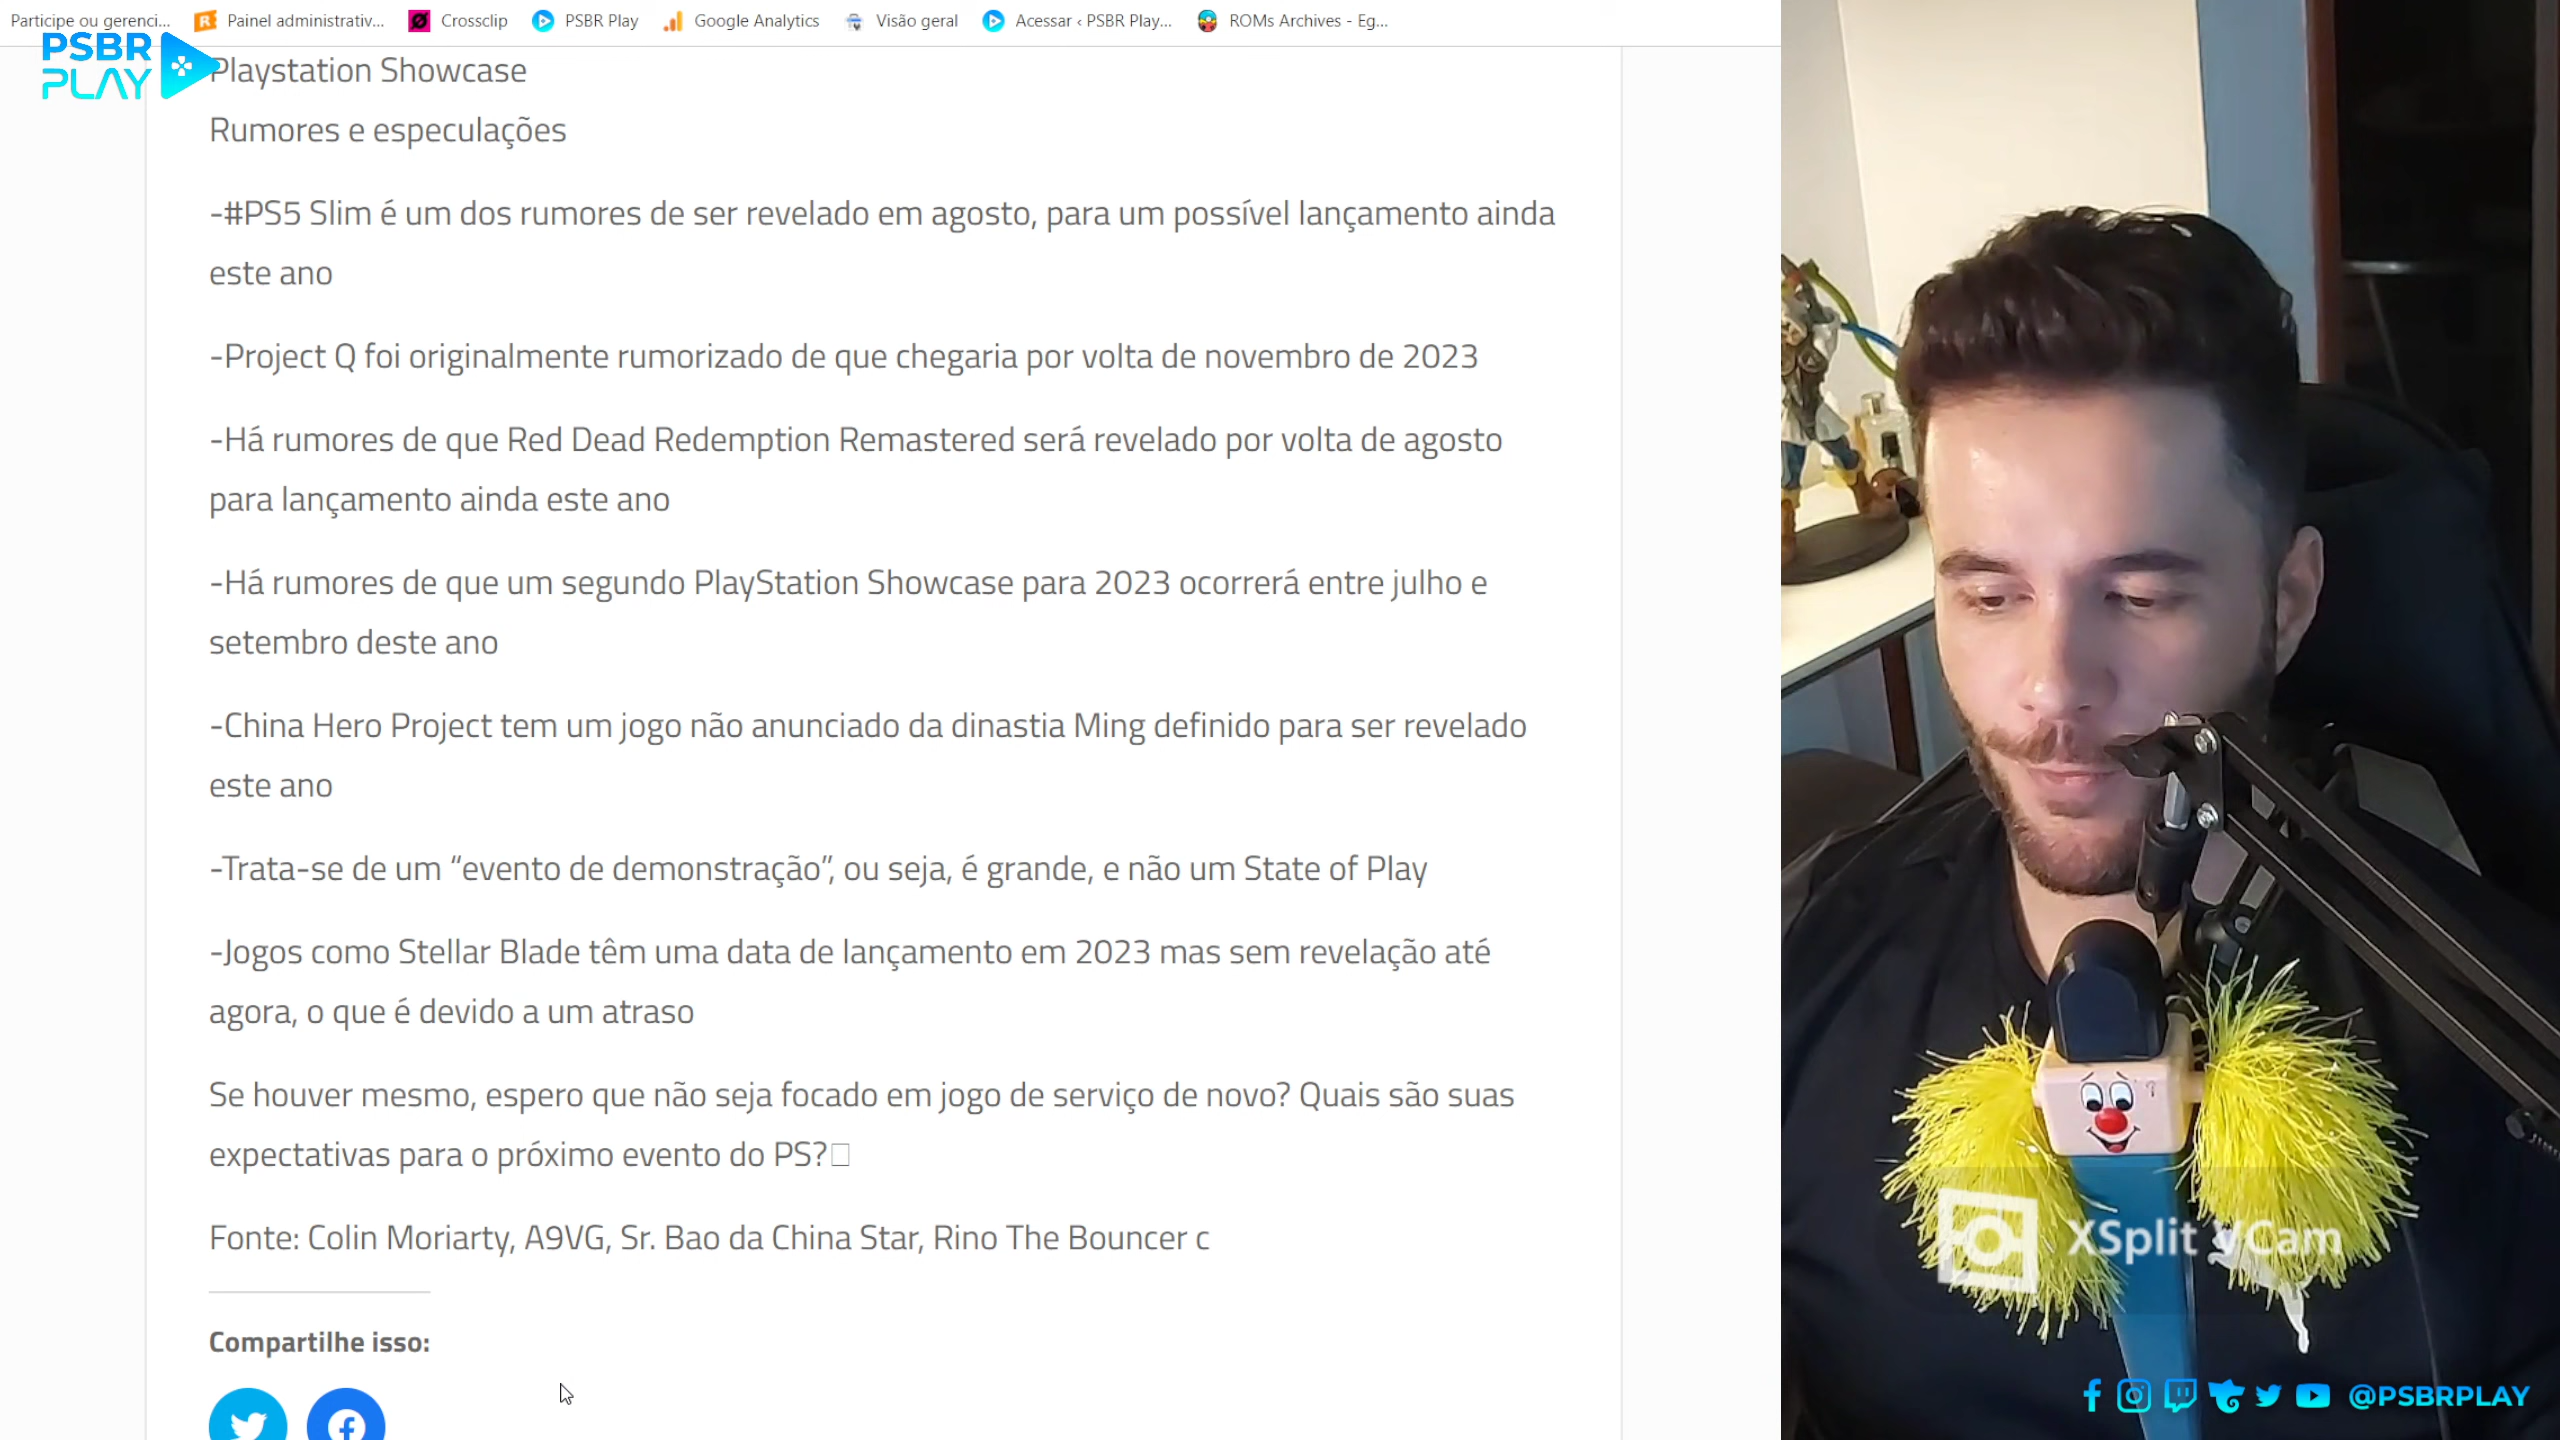 Participe ou gerenci... Painel administrativ... Crossclip PSBR Play Google Analytics Visão geral Acessar ‹ PSBR Play... ROMs Archives - Eg...
PSBR
PLAY
Playstation Showcase
Rumores e especulações
-#PS5 Slim é um dos rumores de ser revelado em agosto, para um possível lançamento ainda
este ano
-Project Q foi originalmente rumorizado de que chegaria por volta de novembro de 2023
-Há rumores de que Red Dead Redemption Remastered será revelado por volta de agosto
para lançamento ainda este ano
-Há rumores de que um segundo PlayStation Showcase para 2023 ocorrerá entre julho e
setembro deste ano
-China Hero Project tem um jogo não anunciado da dinastia Ming definido para ser revelado
este ano
-Trata-se de um “evento de demonstração”, ou seja, é grande, e não um State of Play
-Jogos como Stellar Blade têm uma data de lançamento em 2023 mas sem revelação até
agora, o que é devido a um atraso
Se houver mesmo, espero que não seja focado em jogo de serviço de novo? Quais são suas
expectativas para o próximo evento do PS?
Fonte: Colin Moriarty, A9VG, Sr. Bao da China Star, Rino The Bouncer c
Compartilhe isso:
XSplit VCam
@PSBRPLAY